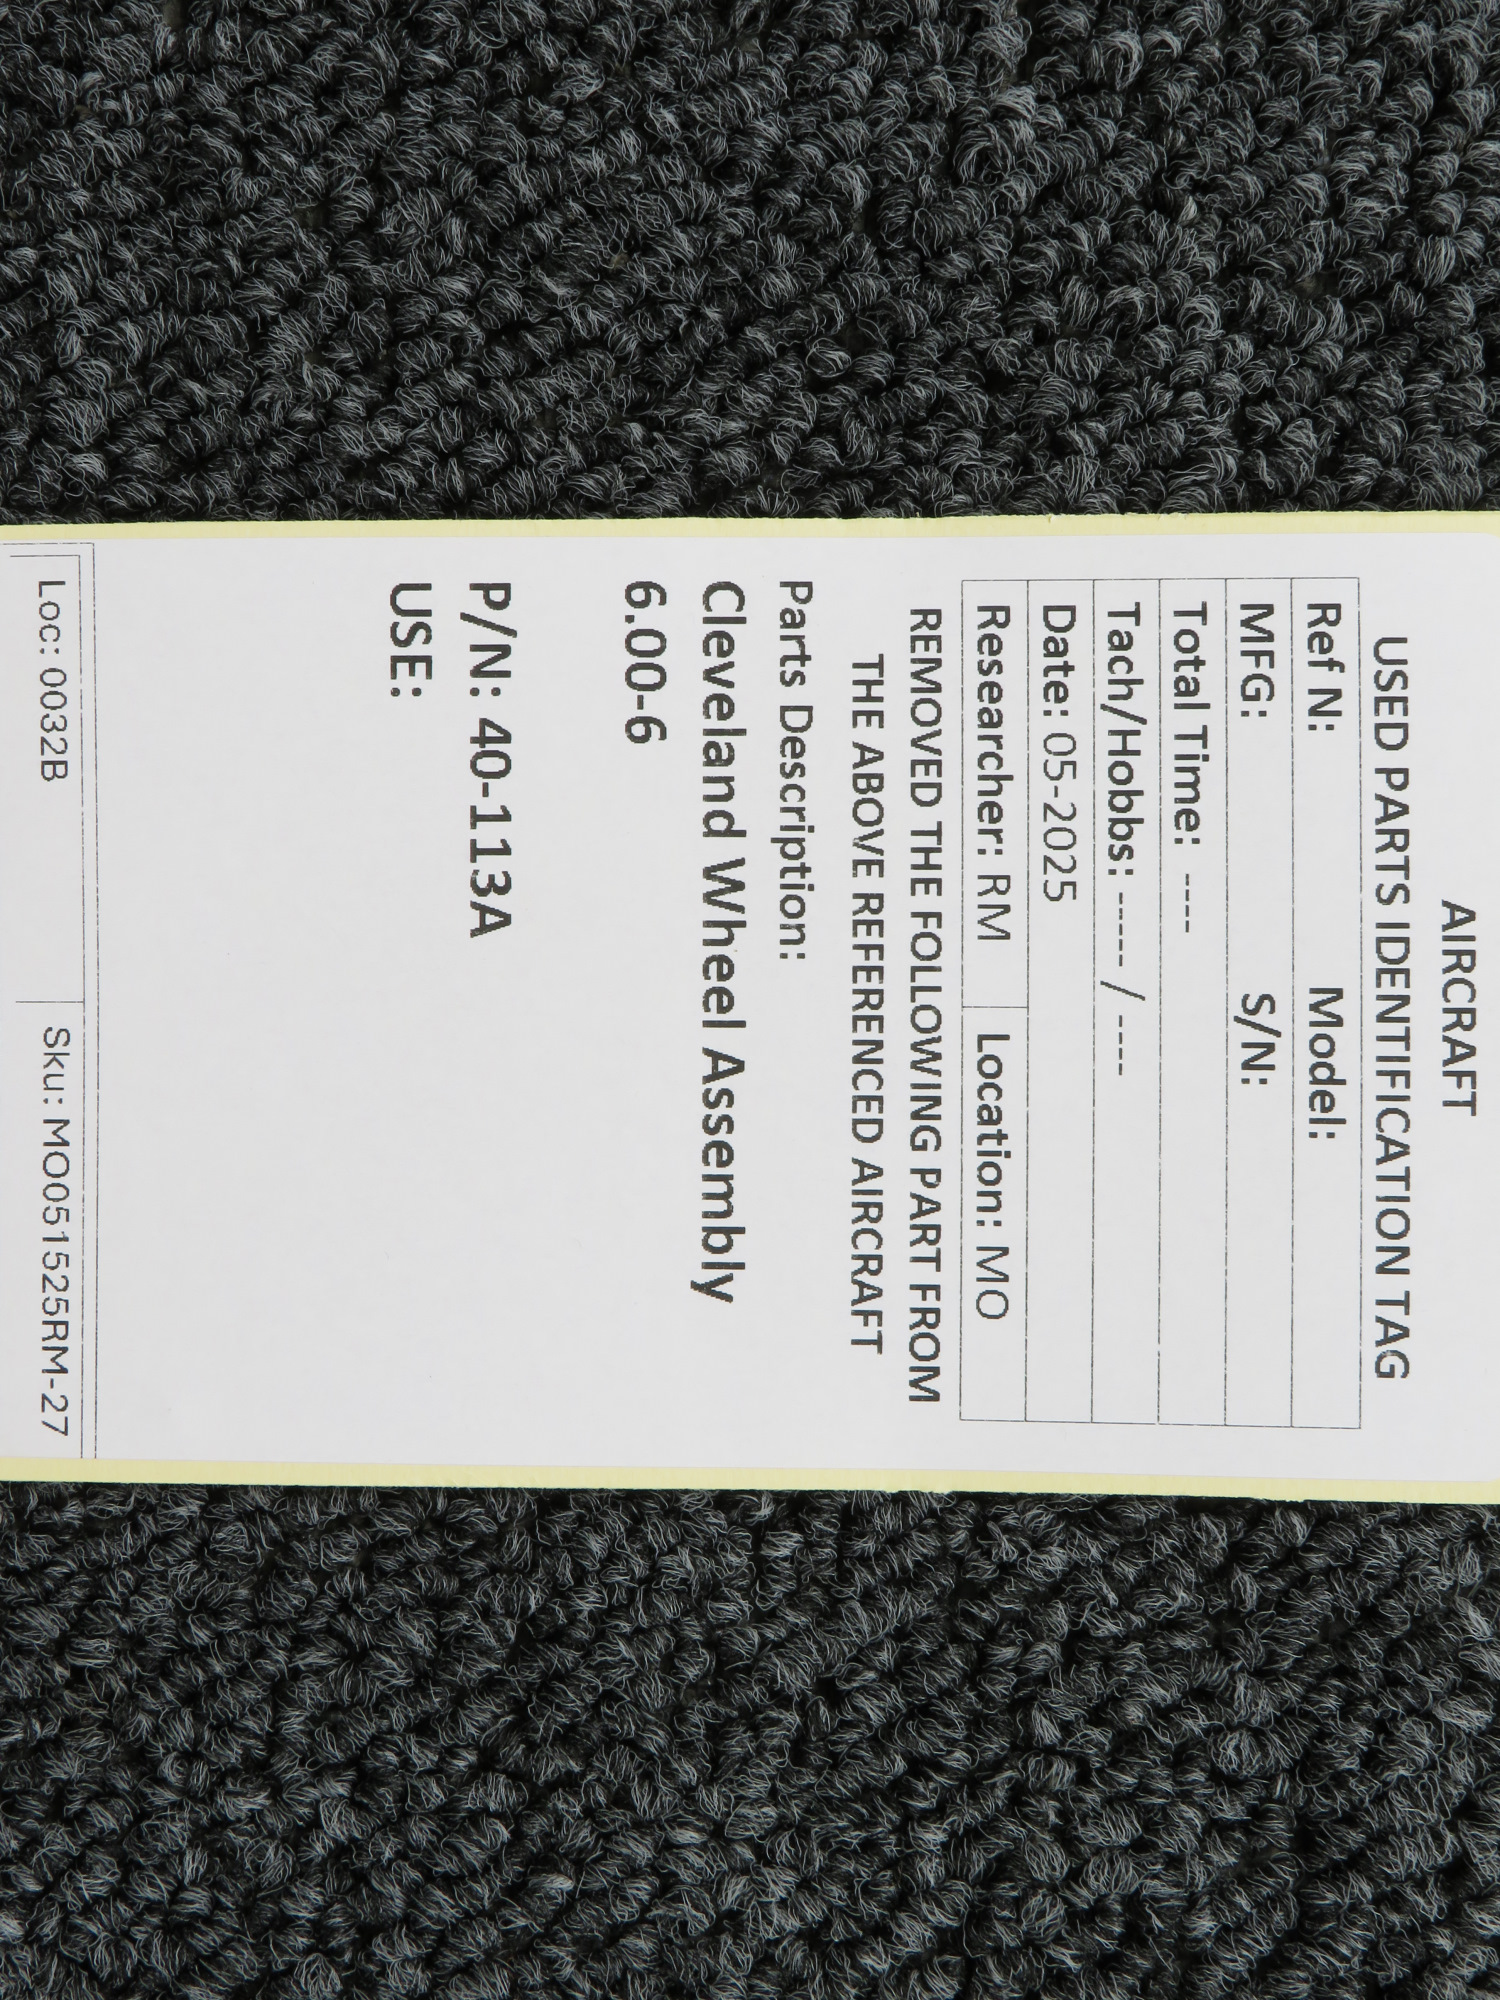 AIRCRAFT
USED PARTS IDENTIFICATION TAG
Ref N: Model:
MFG: S/N:
Total Time: ----
Tach/Hobbs: ----- / ----
Date: 05-2025
Researcher: RM Location: MO
REMOVED THE FOLLOWING PART FROM
THE ABOVE REFERENCED AIRCRAFT
Parts Description:
Cleveland Wheel Assembly
6.00-6
P/N: 40-113A
USE:
Loc: 0032B Sku: MO051525RM-27